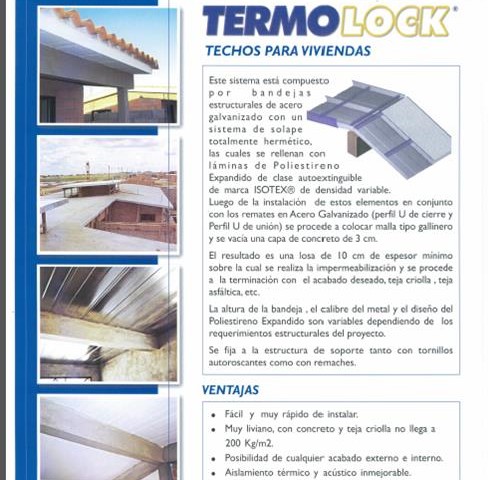 TERMOLOCK®
TECHOS PARA VIVIENDAS
Este sistema está compuesto
por bandejas
estructurales de acero
galvanizado con un
sistema de solape
totalmente hermético,
las cuales se rellenan con
láminas de Poliestireno
Expandido de clase autoextinguible
de marca ISOTEX® de densidad variable.
Luego de la instalación de estos elementos en conjunto
con los remates en Acero Galvanizado (perfil U de cierre y
Perfil U de unión) se procede a colocar malla tipo gallinero
y se vacía una capa de concreto de 3 cm.
El resultado es una losa de 10 cm de espesor mínimo
sobre la cual se realiza la impermeabilización y se procede
a la terminación con el acabado deseado, teja criolla , teja
asfáltica, etc.
La altura de la bandeja , el calibre del metal y el diseño del
Poliestireno Expandido son variables dependiendo de los
requerimientos estructurales del proyecto.
Se fija a la estructura de soporte tanto con tornillos
autoroscantes como con remaches.
VENTAJAS
• Fácil y muy rápido de instalar.
• Muy liviano, con concreto y teja criolla no llega a
200 Kg/m2.
• Posibilidad de cualquier acabado externo e interno.
• Aislamiento térmico y acústico inmejorable.